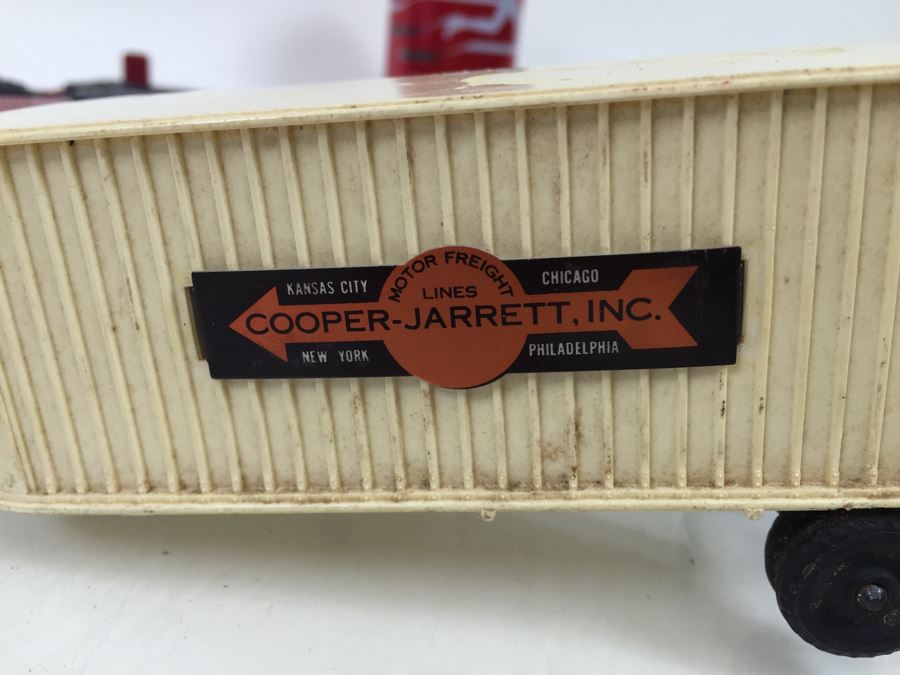 MOTOR FREIGHT
KANSAS CITY
CHICAGO
LINES
COOPER-JARRETT, INC.
NEW YORK
PHILADELPHIA